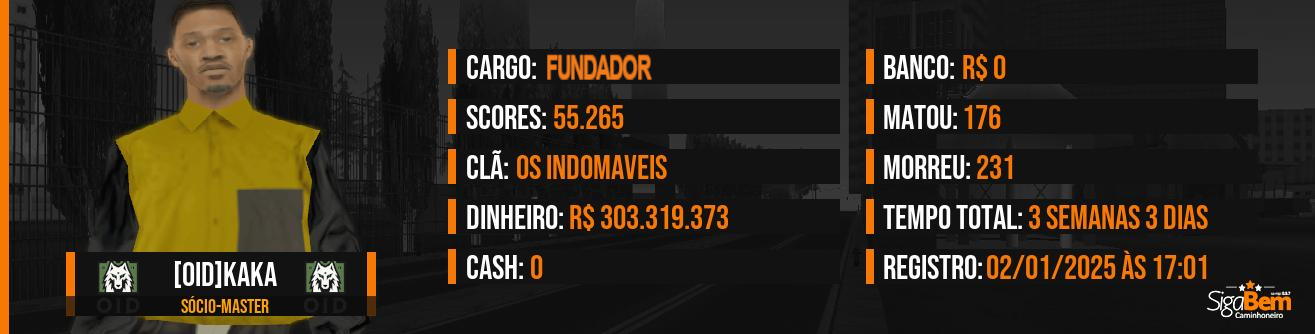 CARGO: FUNDADOR
SCORES: 55.265
CLÃ: OS INDOMAVEIS
DINHEIRO: R$ 303.319.373
CASH: 0
BANCO: R$ 0
MATOU: 176
MORREU: 231
TEMPO TOTAL: 3 SEMANAS 3 DIAS
REGISTRO: 02/01/2025 ÀS 17:01
[OID]KAKA
SÓCIO-MASTER
OID OID
SigaBem
Caminhoneiro